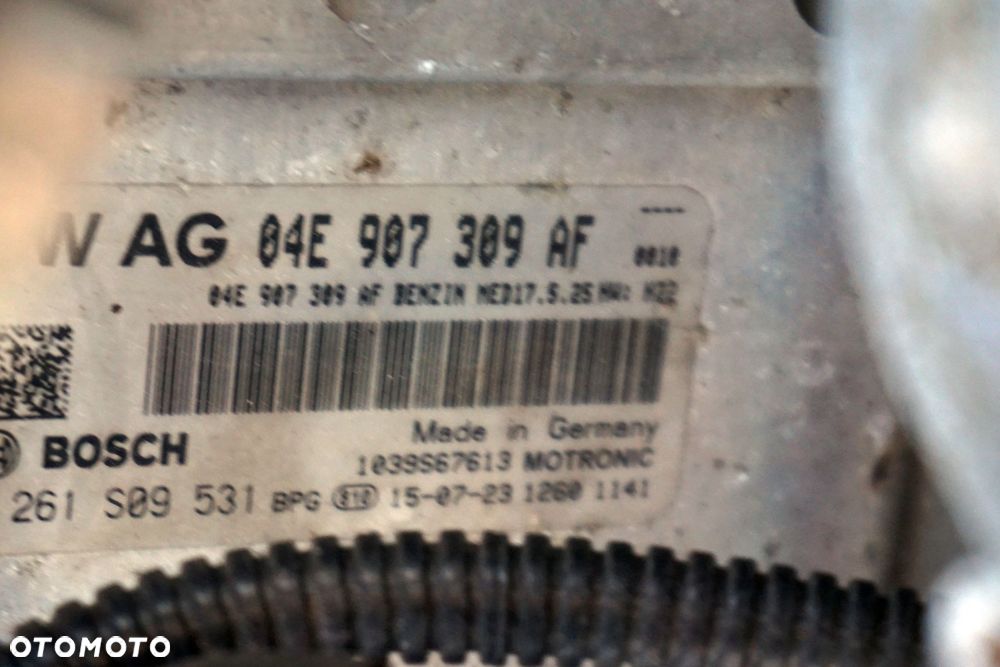 W AG 04E 907 309 AF ----
0010
04E 907 309 AF BENZIN MED17.5.25 HW: H22
BOSCH
Made in Germany
1039S67613 MOTRONIC
261 S09 531 BPG 810 15-07-23 1260 1141
OTOMOTO